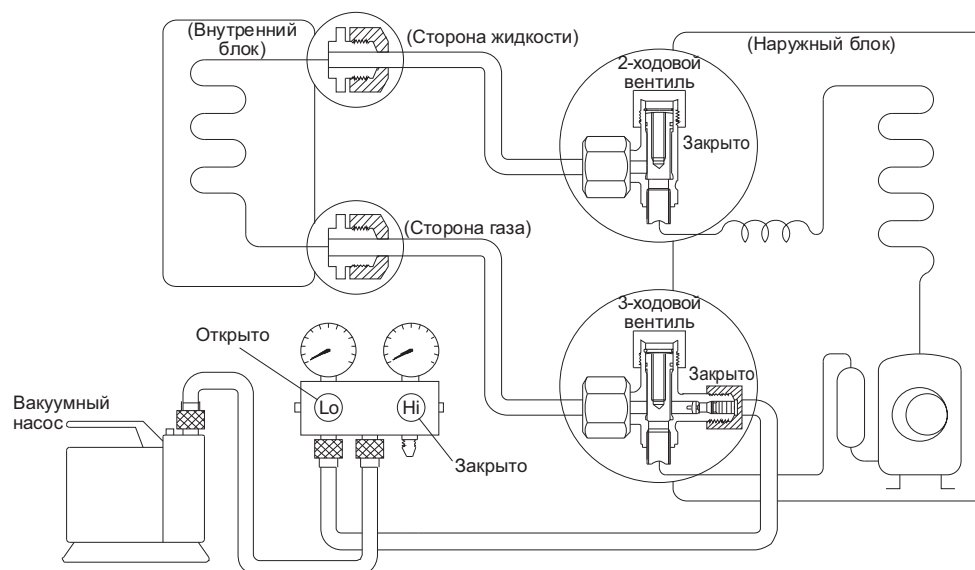 (Внутренний
блок)
(Сторона жидкости)
(Наружный блок)
2-ходовой
вентиль
Закрыто
(Сторона газа)
3-ходовой
вентиль
Закрыто
Открыто
Lo
Hi
Закрыто
Вакуумный
насос